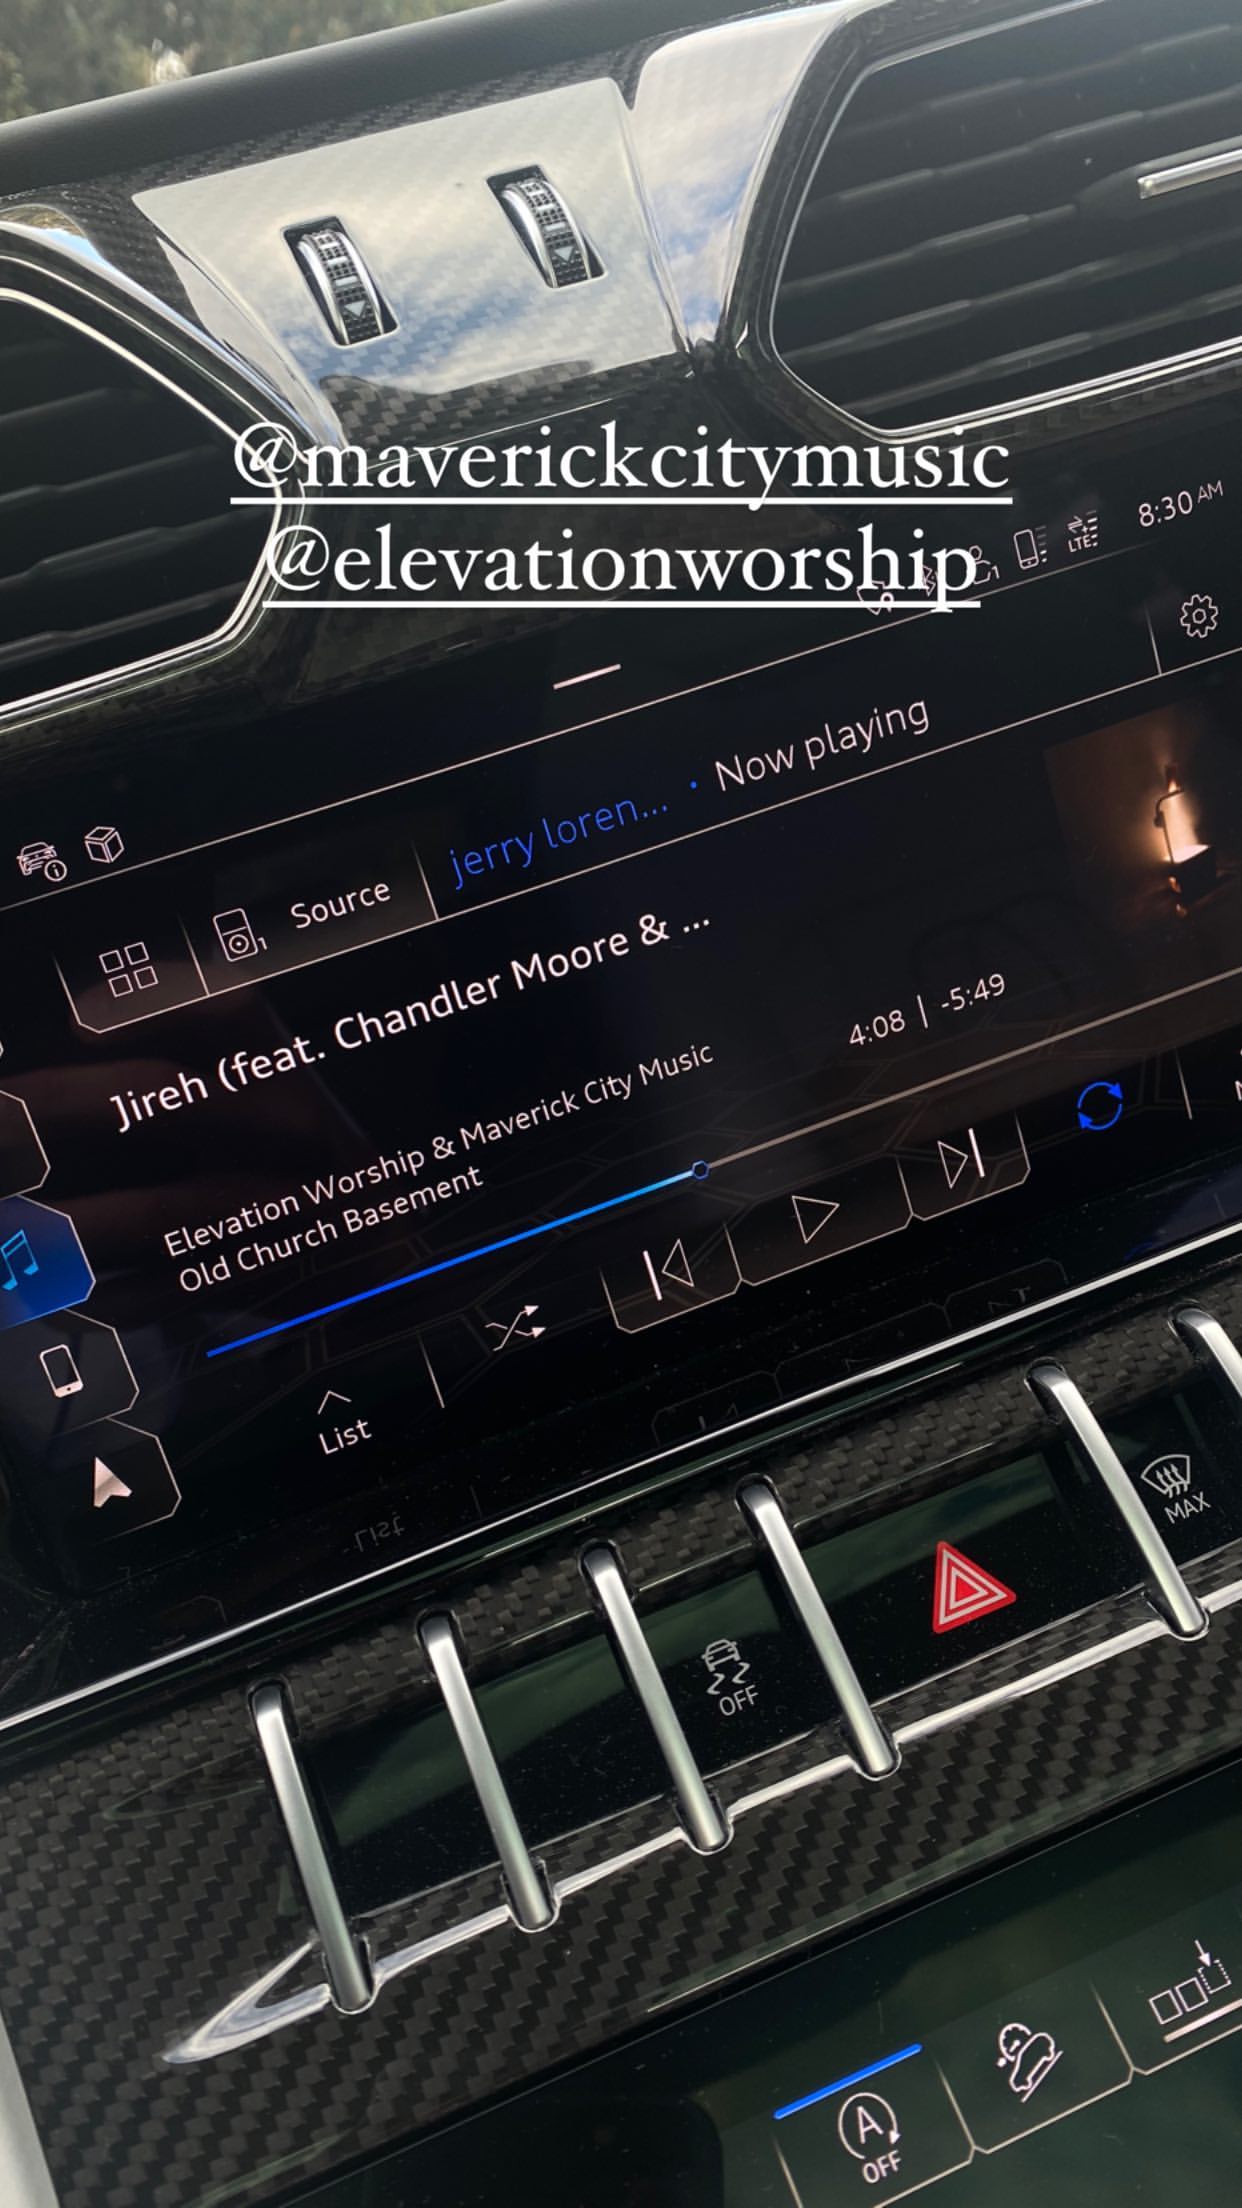 @maverickcitymusic
@elevationworship
LTE 8:30 AM
Source jerry loren... • Now playing
Jireh (feat. Chandler Moore & ...
Elevation Worship & Maverick City Music
Old Church Basement
4:08 | -5:49
List
MAX
OFF
A
OFF